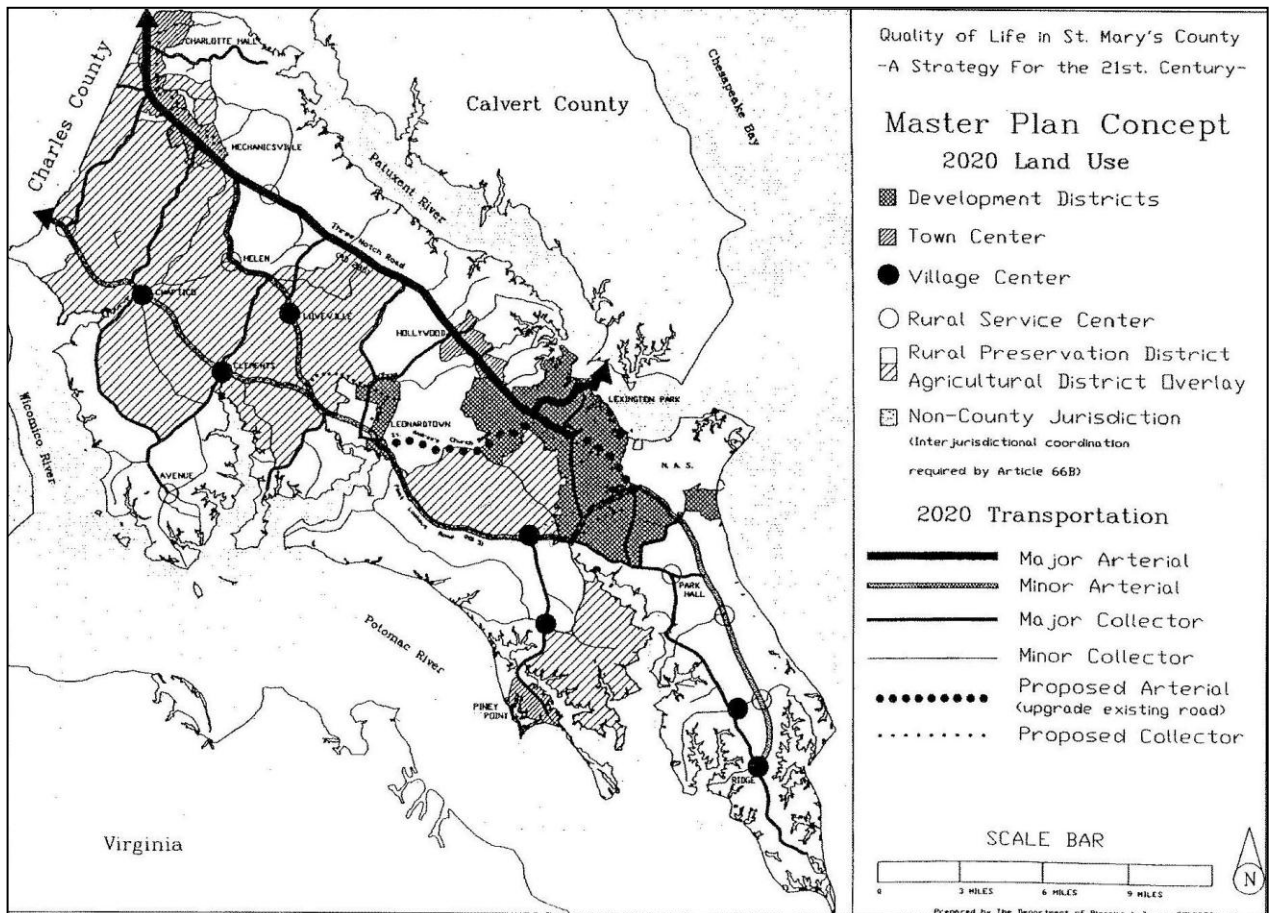 Quality of Life in St. Mary's County
-A Strategy For the 21st. Century-
Master Plan Concept
2020 Land Use
Development Districts
Town Center
Village Center
Rural Service Center
Rural Preservation District
Agricultural District Overlay
Non-County Jurisdiction
(Interjurisdictional coordination
required by Article 66B)
2020 Transportation
Major Arterial
Minor Arterial
Major Collector
Minor Collector
Proposed Arterial
(upgrade existing road)
Proposed Collector
SCALE BAR
0 3 MILES 6 MILES 9 MILES
N
Charles County
CHARLOTTE HALL
Calvert County
Chesapeake Bay
MECHANICSVILLE
Patuxent River
Three Notch Road
HELEN
CHAPTICO
LOVEVILLE
HOLLYWOOD
CLEMENTS
LEXINGTON PARK
Wicomico River
LEONARDTOWN
St. Andrew's Church
N.A.S.
AVENUE
Road
PARK
HALL
Potomac River
PINEY
POINT
RIDGE
Virginia